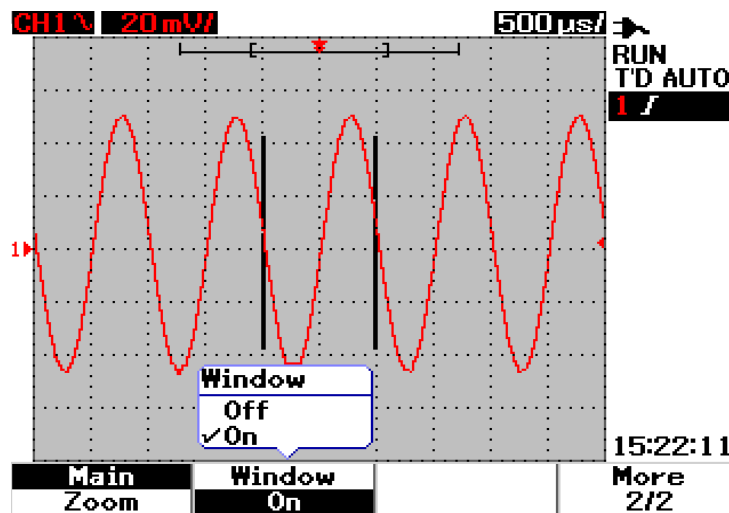 CH1 20 mV/ 500 µs/
RUN
T'D AUTO
1
1
Window
Off
On
15:22:11
Main Window More
Zoom On 2/2